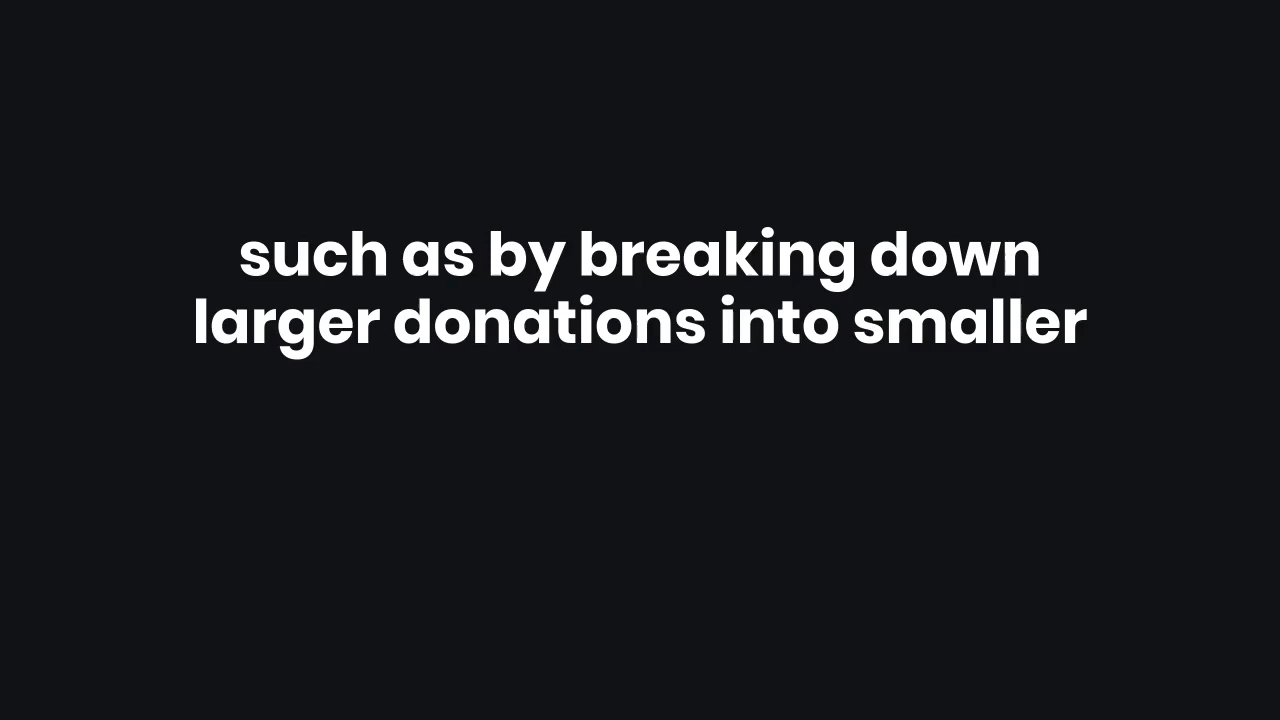 such as by breaking down
larger donations into smaller